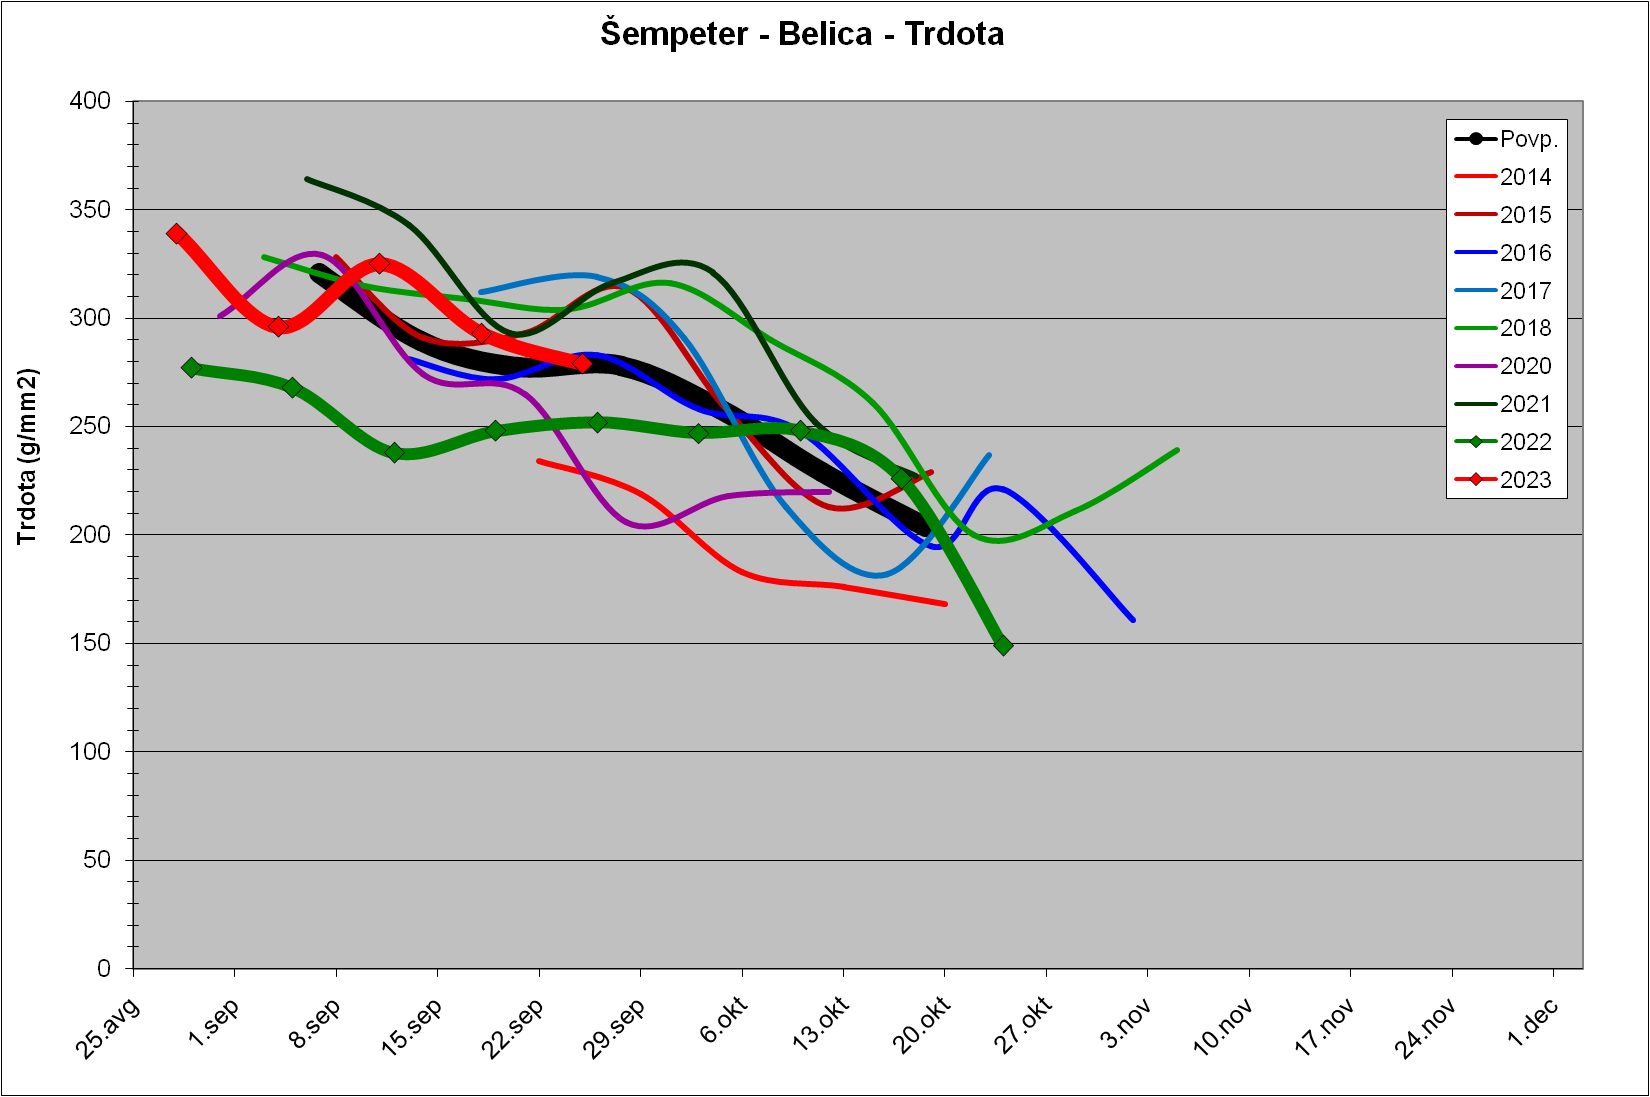 Šempeter - Belica - Trdota
Trdota (g/mm2)
400
350
300
250
200
150
100
50
0
25.avg
1.sep
8.sep
15.sep
22.sep
29.sep
6.okt
13.okt
20.okt
27.okt
3.nov
10.nov
17.nov
24.nov
1.dec
Povp.
2014
2015
2016
2017
2018
2020
2021
2022
2023